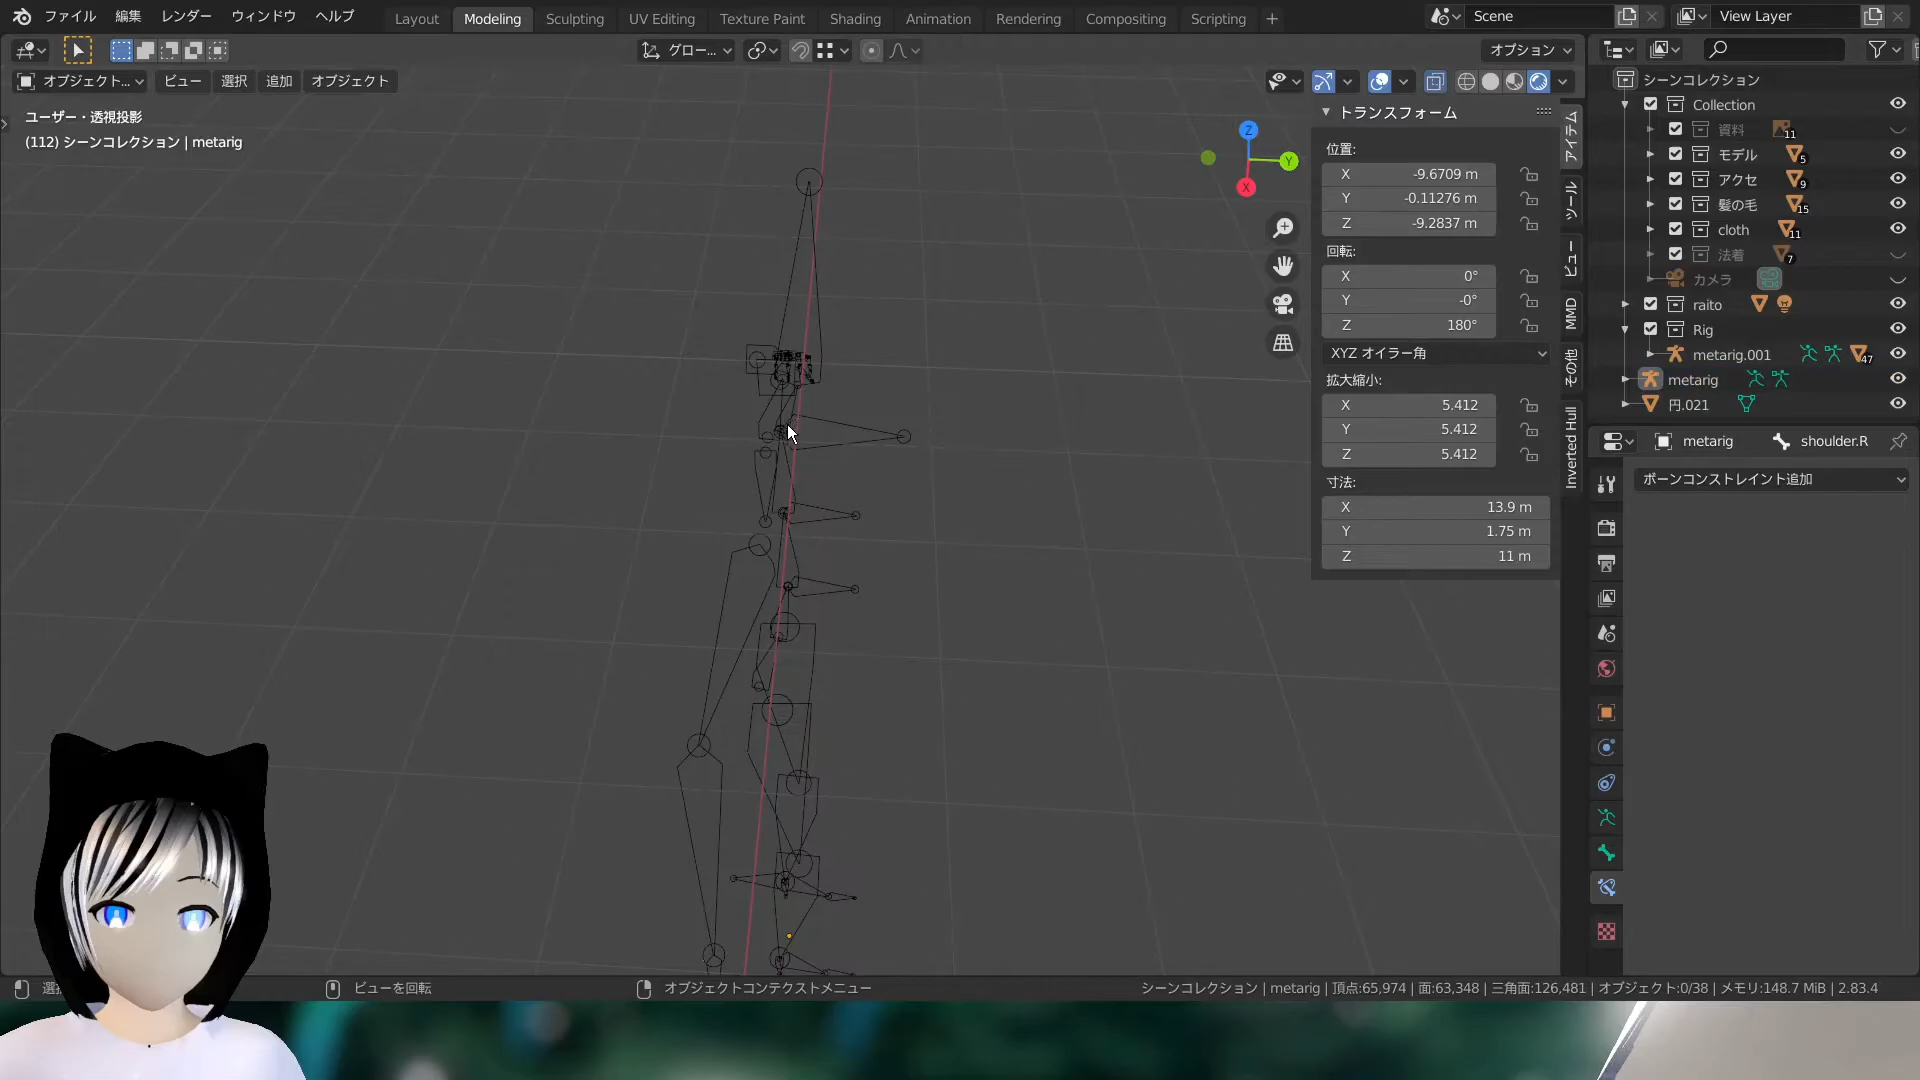 ファイル 編集 レンダー ウィンドウ ヘルプ
Layout Modeling Sculpting UV Editing Texture Paint Shading Animation Rendering Compositing Scripting +
Scene View Layer
グロー... オプション
オブジェクト... ビュー 選択 追加 オブジェクト
ユーザー・透視投影
(112) シーンコレクション | metarig
Z
Y
X
トランスフォーム
位置:
X -9.6709 m
Y -0.11276 m
Z -9.2837 m
回転:
X 0°
Y -0°
Z 180°
XYZ オイラー角
拡大縮小:
X 5.412
Y 5.412
Z 5.412
寸法:
X 13.9 m
Y 1.75 m
Z 11 m
アイテム
ツール
ビュー
MMD
その他
Inverted Hull
シーンコレクション
Collection
資料 11
モデル 5
アクセ 9
髪の毛 15
cloth 11
法着 7
カメラ
raito
Rig
metarig.001 47
metarig
円.021
metarig shoulder.R
ボーンコンストレイント追加
ビューを回転
オブジェクトコンテクストメニュー
シーンコレクション | metarig | 頂点:65,974 | 面:63,348 | 三角面:126,481 | オブジェクト:0/38 | メモリ:148.7 MiB | 2.83.4